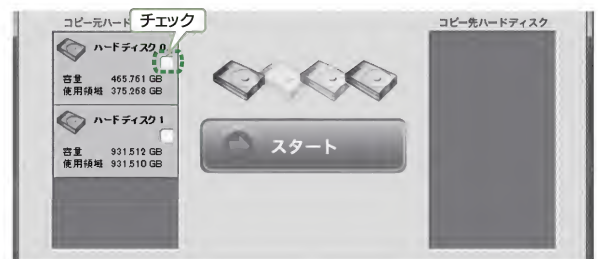 コピー元ハード
チェック
コピー先ハードディスク
ハードディスク 0
容量 465.761 GB
使用領域 375.268 GB
ハードディスク 1
容量 931.512 GB
使用領域 931.510 GB
スタート